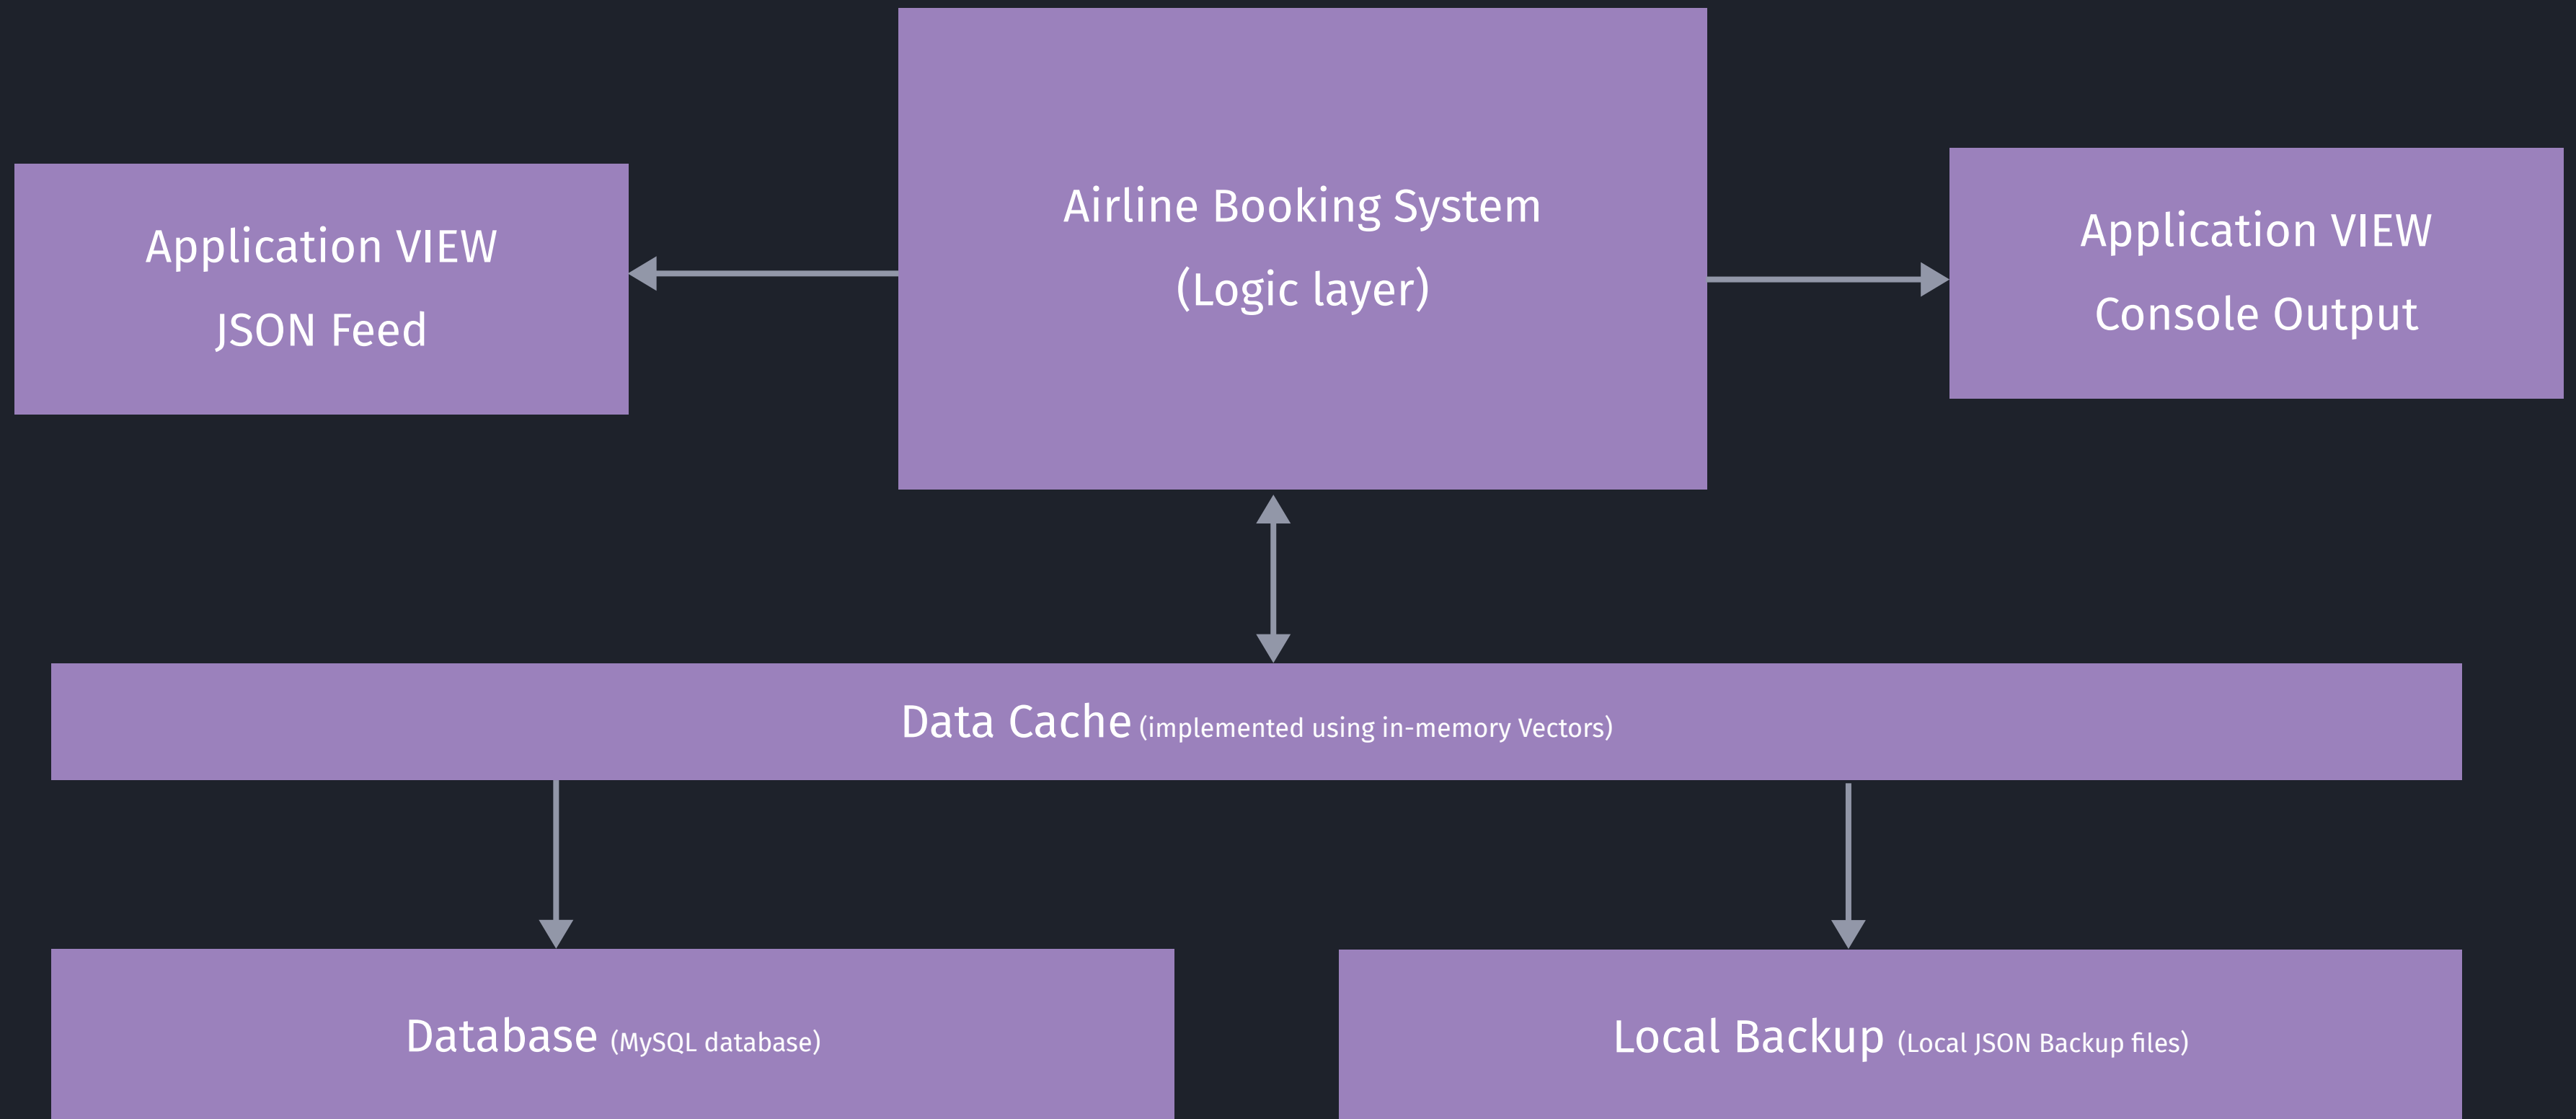 Airline Booking System
(Logic layer)
Application VIEW
JSON Feed
Application VIEW
Console Output
Data Cache (implemented using in-memory Vectors)
Database (MySQL database)
Local Backup (Local JSON Backup files)